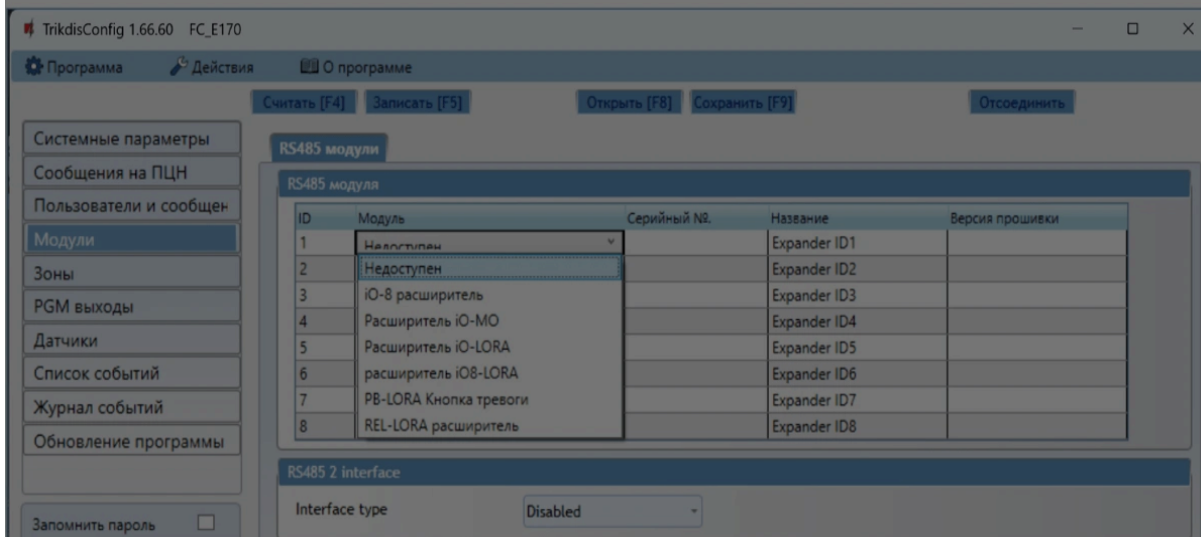 TrikdisConfig 1.66.60 FC_E170
Программа Действия О программе
Считать [F4] Записать [F5] Открыть [F8] Сохранить [F9] Отсоединить
Системные параметры
Сообщения на ПЦН
Пользователи и сообщен
Модули
Зоны
PGM выходы
Датчики
Список событий
Журнал событий
Обновление программы
Запомнить пароль
RS485 модули
RS485 модуля
ID Модуль Серийный №. Название Версия прошивки
1 Недоступен Expander ID1
2 Недоступен Expander ID2
3 iO-8 расширитель Expander ID3
4 Расширитель iO-MO Expander ID4
5 Расширитель iO-LORA Expander ID5
6 расширитель iO8-LORA Expander ID6
7 PB-LORA Кнопка тревоги Expander ID7
8 REL-LORA расширитель Expander ID8
RS485 2 interface
Interface type Disabled